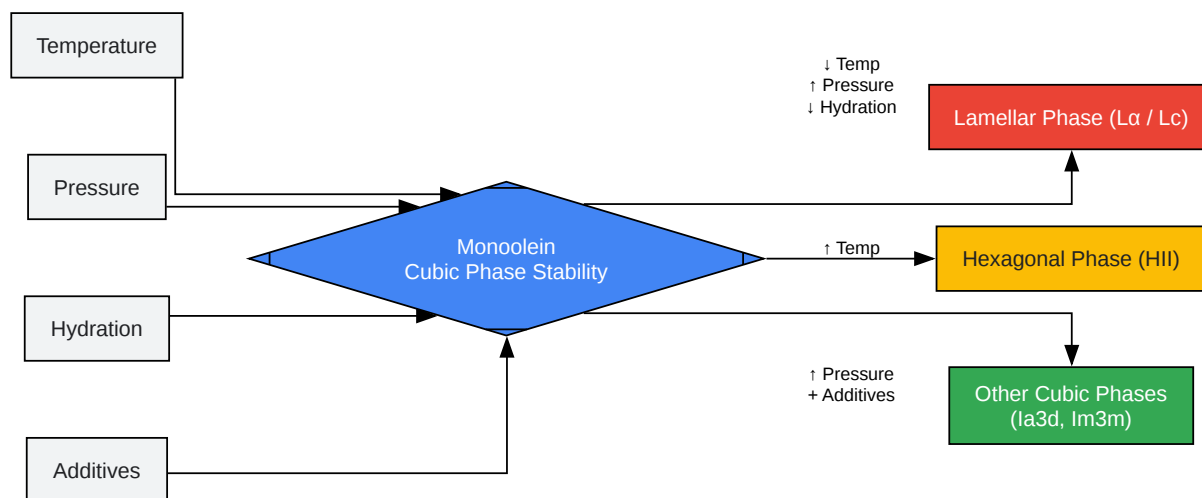 Temperature
Pressure
Hydration
Additives
Monoolein
Cubic Phase Stability
↓ Temp
↑ Pressure
↓ Hydration
Lamellar Phase (Lα / Lc)
↑ Temp
Hexagonal Phase (HII)
↑ Pressure
+ Additives
Other Cubic Phases
(Ia3d, Im3m)